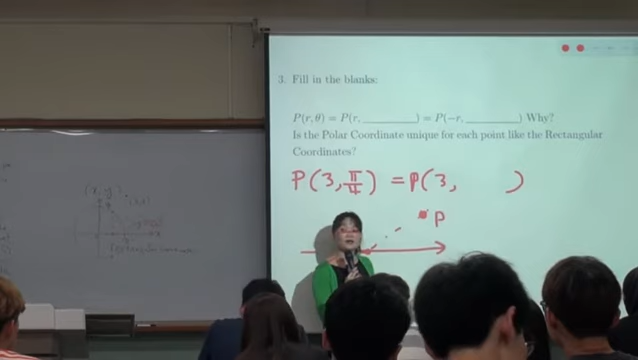 3. Fill in the blanks:
P(r, θ) = P(r, ________) = P(−r, ________) Why?
Is the Polar Coordinate unique for each point like the Rectangular
Coordinates?
P(3, π/4) = P(3,      )
P